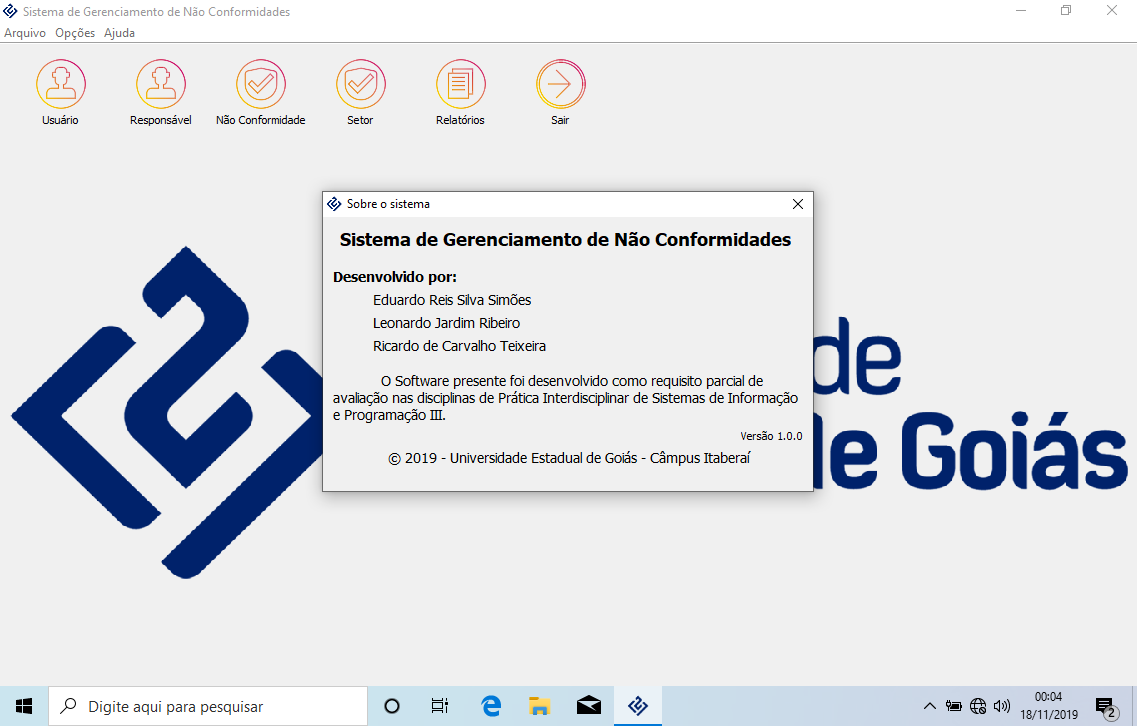 Sistema de Gerenciamento de Não Conformidades
Arquivo Opções Ajuda
Usuário Responsável Não Conformidade Setor Relatórios Sair
Sobre o sistema
Sistema de Gerenciamento de Não Conformidades
Desenvolvido por:
Eduardo Reis Silva Simões
Leonardo Jardim Ribeiro
Ricardo de Carvalho Teixeira
O Software presente foi desenvolvido como requisito parcial de
avaliação nas disciplinas de Prática Interdisciplinar de Sistemas de Informação
e Programação III.
Versão 1.0.0
© 2019 - Universidade Estadual de Goiás - Câmpus Itaberaí
de
de Goiás
Digite aqui para pesquisar
00:04
18/11/2019
2